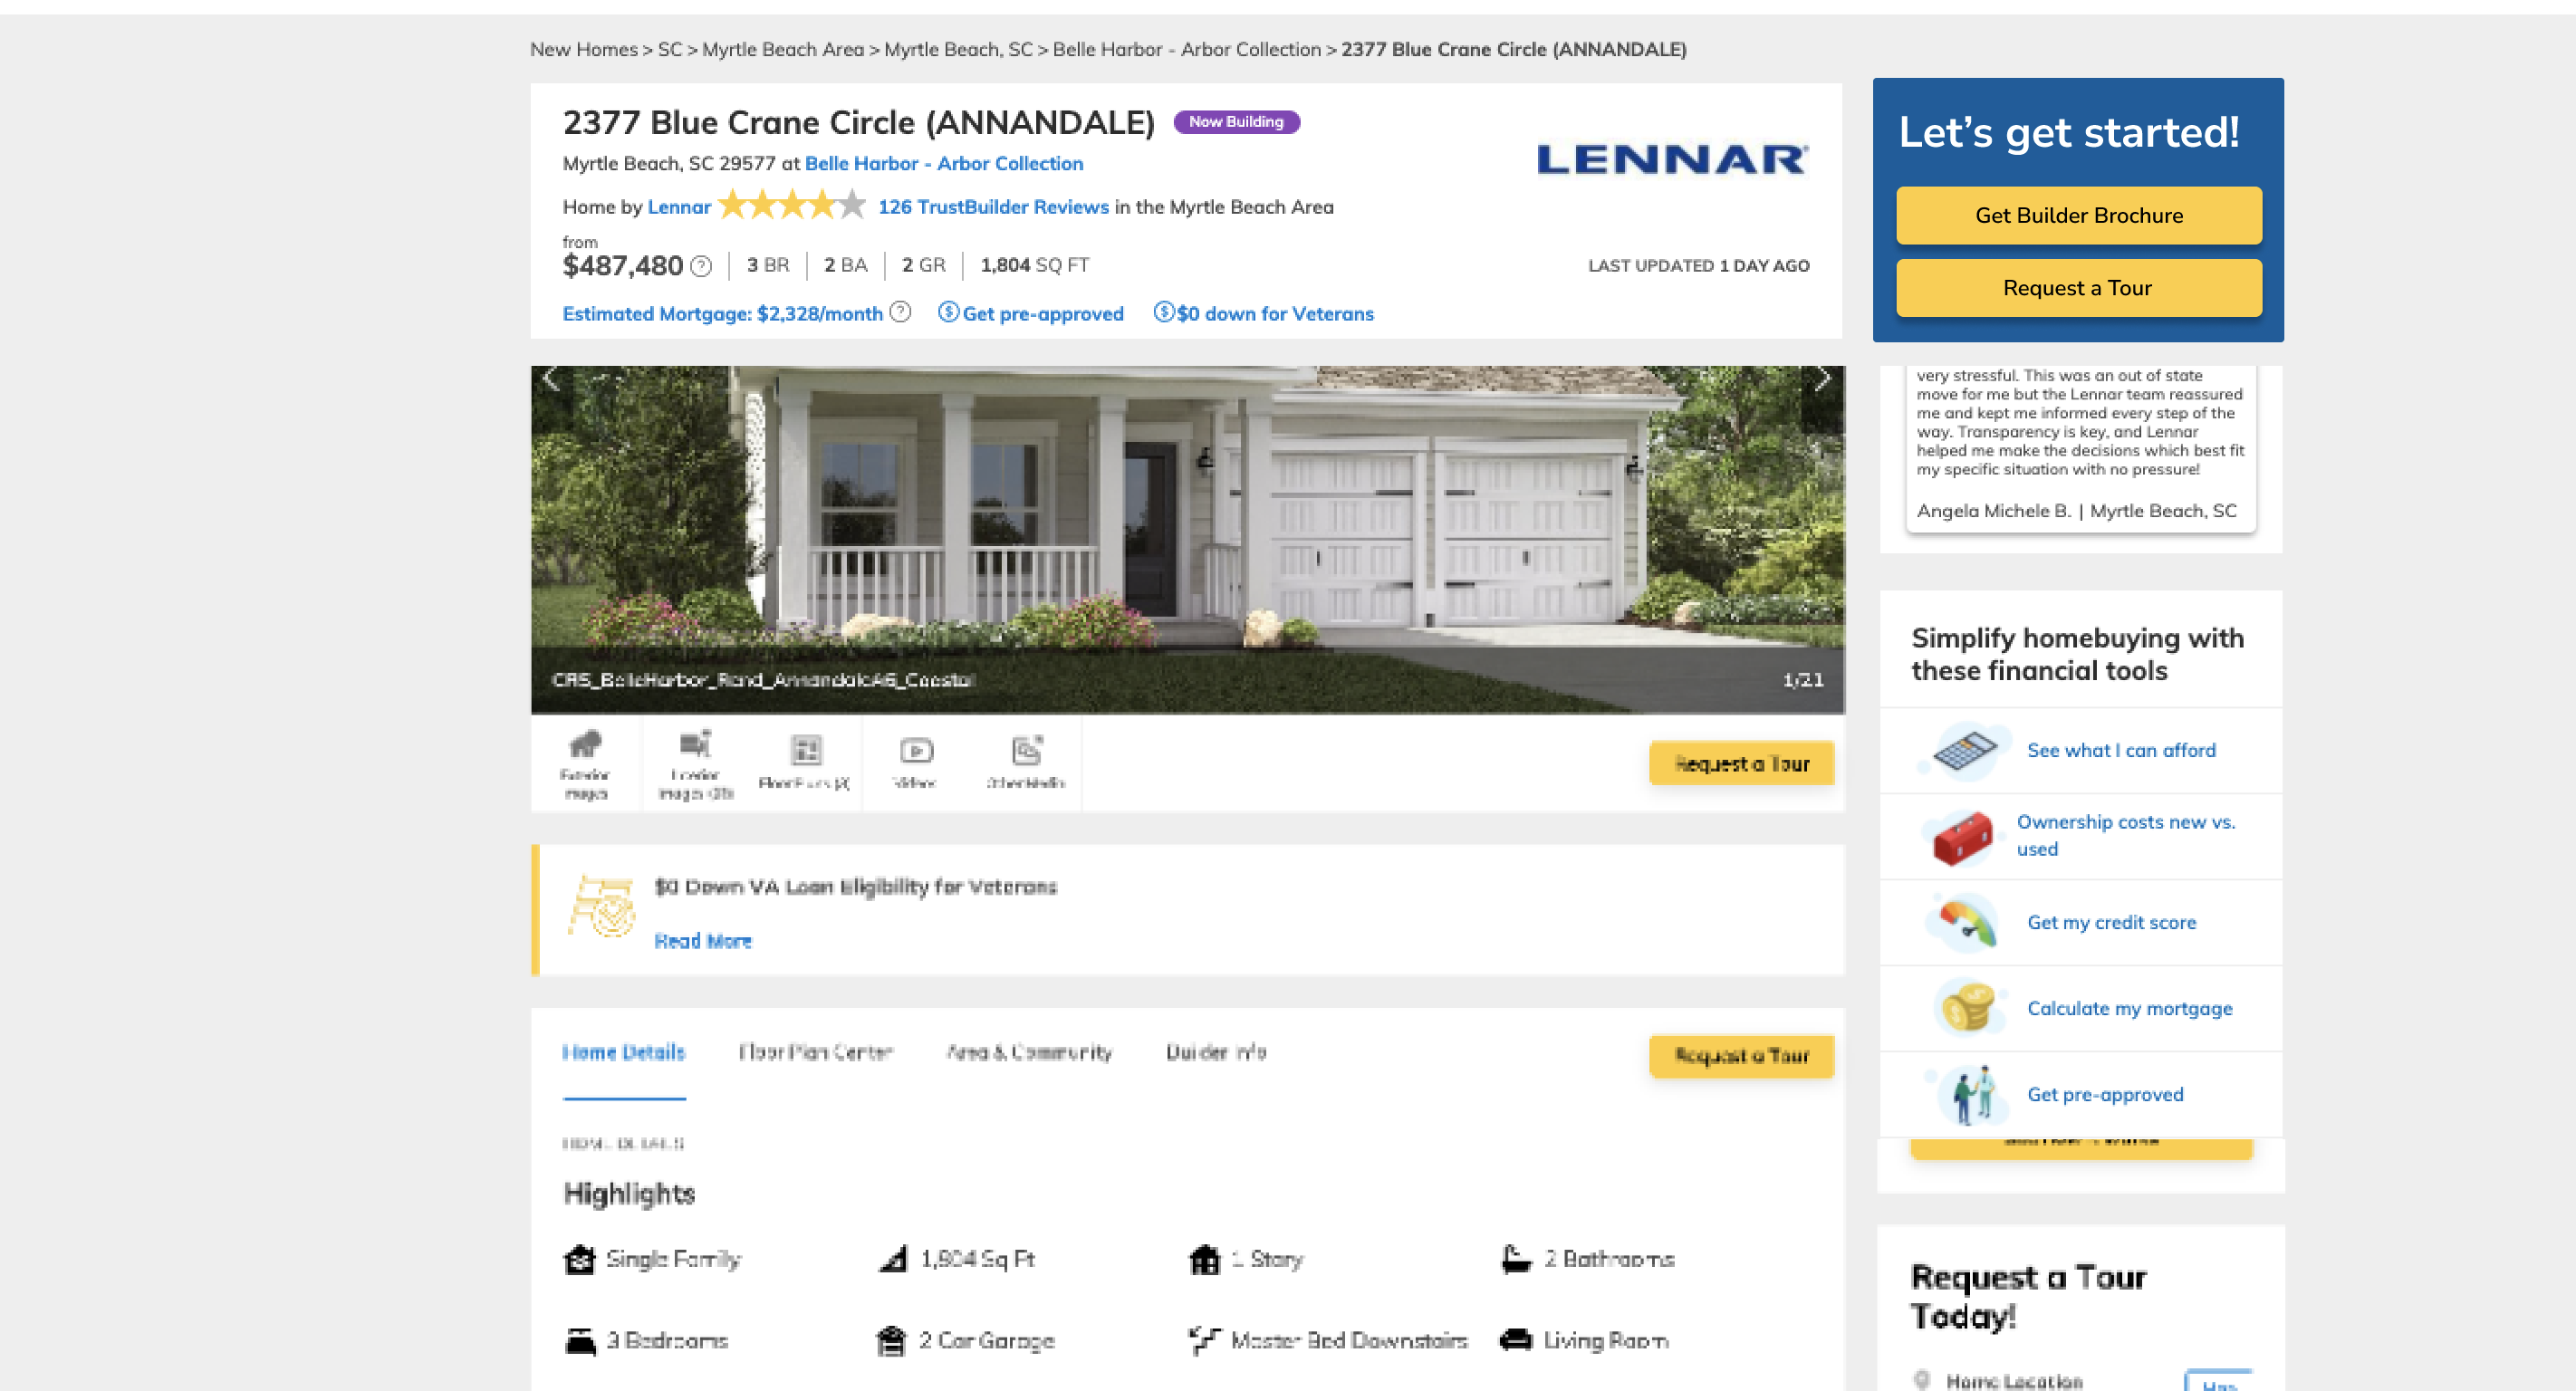 New Homes > SC > Myrtle Beach Area > Myrtle Beach, SC > Belle Harbor - Arbor Collection > 2377 Blue Crane Circle (ANNANDALE)
2377 Blue Crane Circle (ANNANDALE) Now Building
Myrtle Beach, SC 29577 at Belle Harbor - Arbor Collection
LENNAR
Home by Lennar 126 TrustBuilder Reviews in the Myrtle Beach Area
from
$487,480 ? 3 BR 2 BA 2 GR 1,804 SQ FT
LAST UPDATED 1 DAY AGO
Estimated Mortgage: $2,328/month ? $ Get pre-approved $ $0 down for Veterans
Let's get started!
Get Builder Brochure
Request a Tour
1/21
Exterior
Images
Interior
Images
Floor Plans
Videos
Other Media
Request a Tour
$0 Down VA Loan Eligibility for Veterans
Read More
Home Details Floor Plan Center Area & Community Builder Info
Request a Tour
HOME DETAILS
Highlights
Single Family 1,804 Sq Ft 1 Story 2 Bathrooms
3 Bedrooms 2 Car Garage Master Bed Downstairs Living Room
very stressful. This was an out of state
move for me but the Lennar team reassured
me and kept me informed every step of the
way. Transparency is key, and Lennar
helped me make the decisions which best fit
my specific situation with no pressure!
Angela Michele B. | Myrtle Beach, SC
Simplify homebuying with
these financial tools
See what I can afford
Ownership costs new vs.
used
Get my credit score
Calculate my mortgage
Get pre-approved
Request a Tour
Today!
Home Location